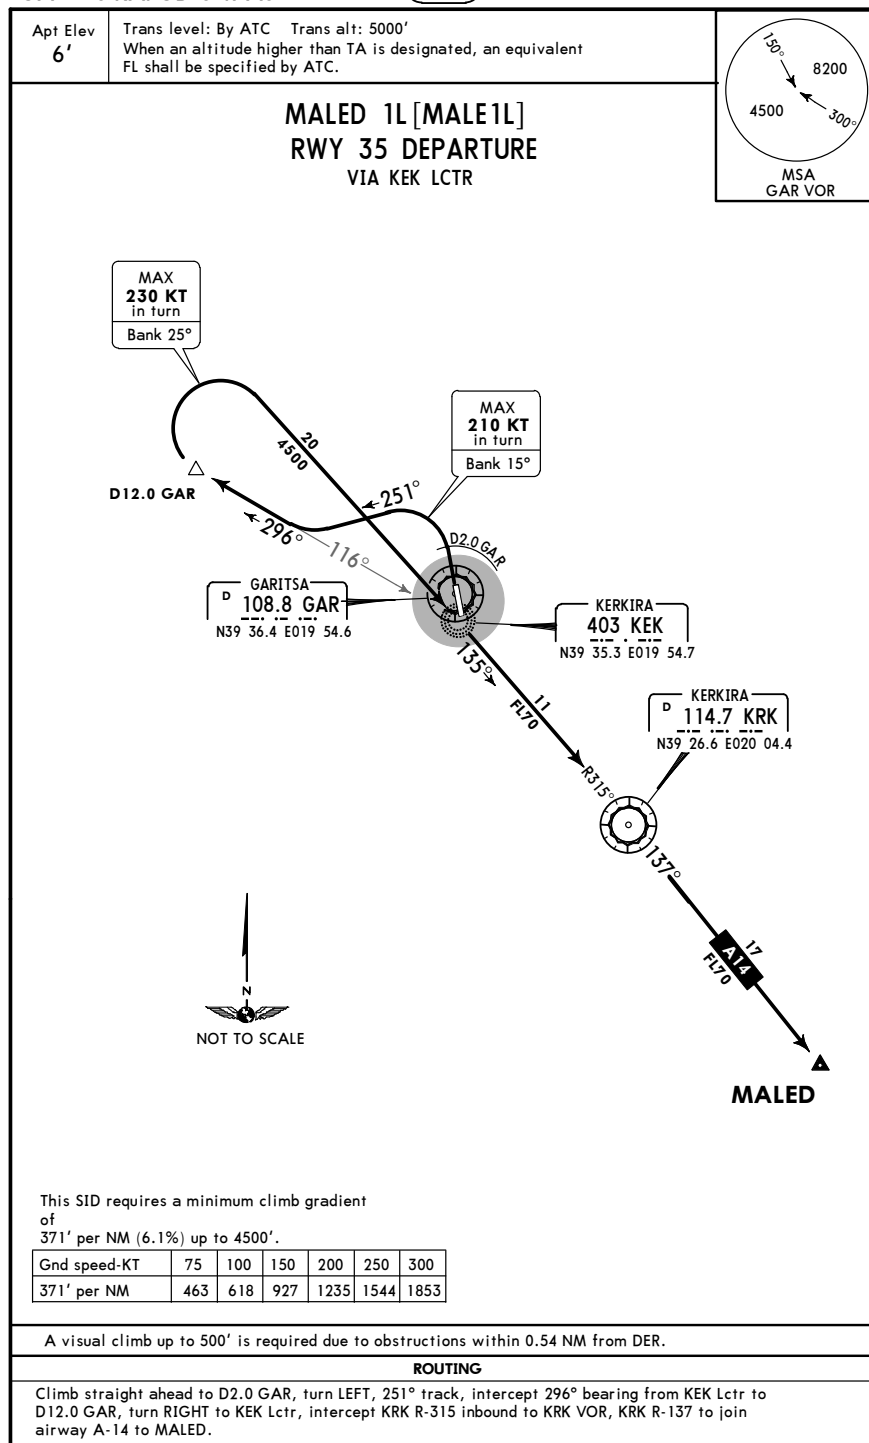 Apt Elev
6'
Trans level: By ATC Trans alt: 5000'
When an altitude higher than TA is designated, an equivalent
FL shall be specified by ATC.
150°
8200
4500
300°
MSA
GAR VOR
MALED 1L [MALE1L]
RWY 35 DEPARTURE
VIA KEK LCTR
MAX
230 KT
in turn
Bank 25°
MAX
210 KT
in turn
Bank 15°
20
4500
D12.0 GAR
251°
296°
116°
D2.0 GAR
GARITSA
D 108.8 GAR
N39 36.4 E019 54.6
KERKIRA
403 KEK
N39 35.3 E019 54.7
135°
11
FL70
KERKIRA
D 114.7 KRK
N39 26.6 E020 04.4
R315°
137°
17
A14
FL70
N
NOT TO SCALE
MALED
This SID requires a minimum climb gradient
of
371' per NM (6.1%) up to 4500'.
Gnd speed-KT 75 100 150 200 250 300
371' per NM 463 618 927 1235 1544 1853
A visual climb up to 500' is required due to obstructions within 0.54 NM from DER.
ROUTING
Climb straight ahead to D2.0 GAR, turn LEFT, 251° track, intercept 296° bearing from KEK Lctr to
D12.0 GAR, turn RIGHT to KEK Lctr, intercept KRK R-315 inbound to KRK VOR, KRK R-137 to join
airway A-14 to MALED.